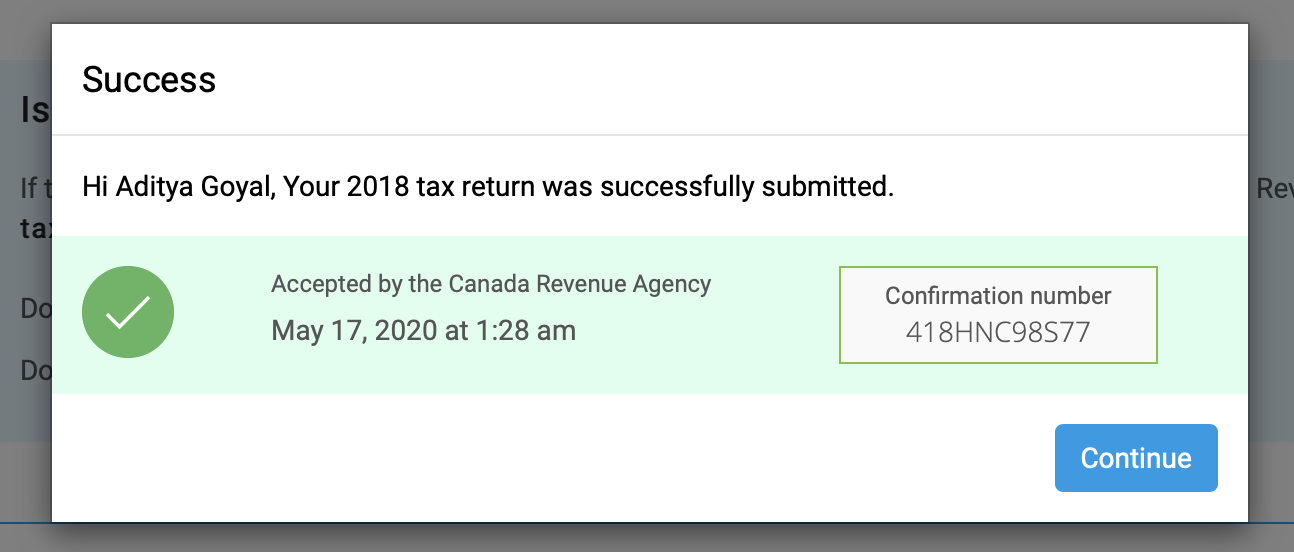 Success
Is
Hi Aditya Goyal, Your 2018 tax return was successfully submitted.
If t
Rev
tax
Accepted by the Canada Revenue Agency
May 17, 2020 at 1:28 am
Confirmation number
418HNC98S77
Do
Do
Continue